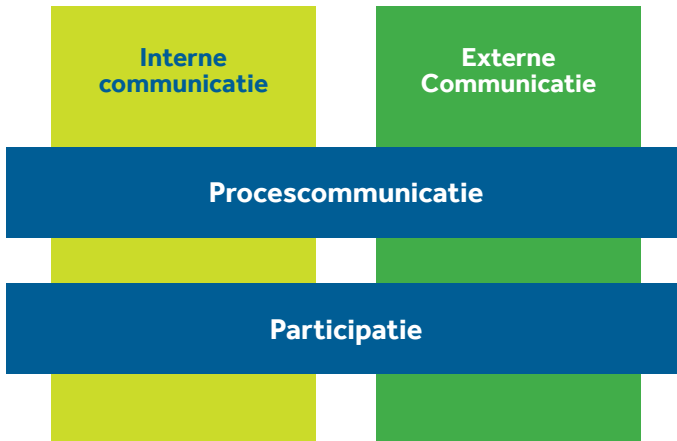 Interne
communicatie
Externe
Communicatie
Procescommunicatie
Participatie